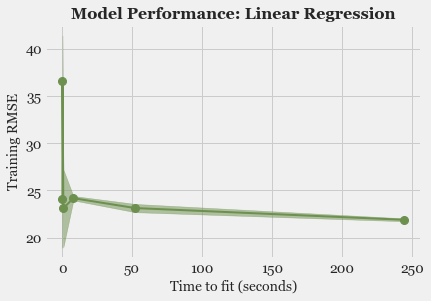 Model Performance: Linear Regression
40
35
30
25
20
Training RMSE
0 50 100 150 200 250
Time to fit (seconds)